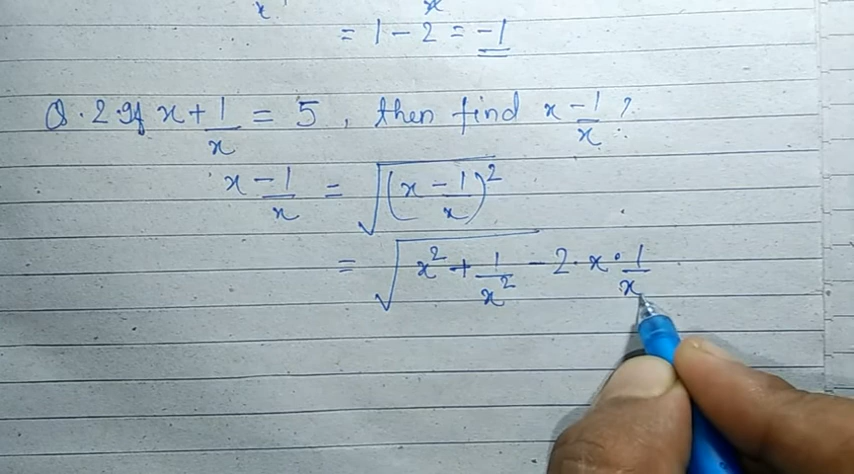 x x
= 1 - 2 = -1
Q.2 If x + 1/x = 5, then find x - 1/x ?
x - 1/x = √(x - 1/x)²
= √x² + 1/x² - 2·x·1/x